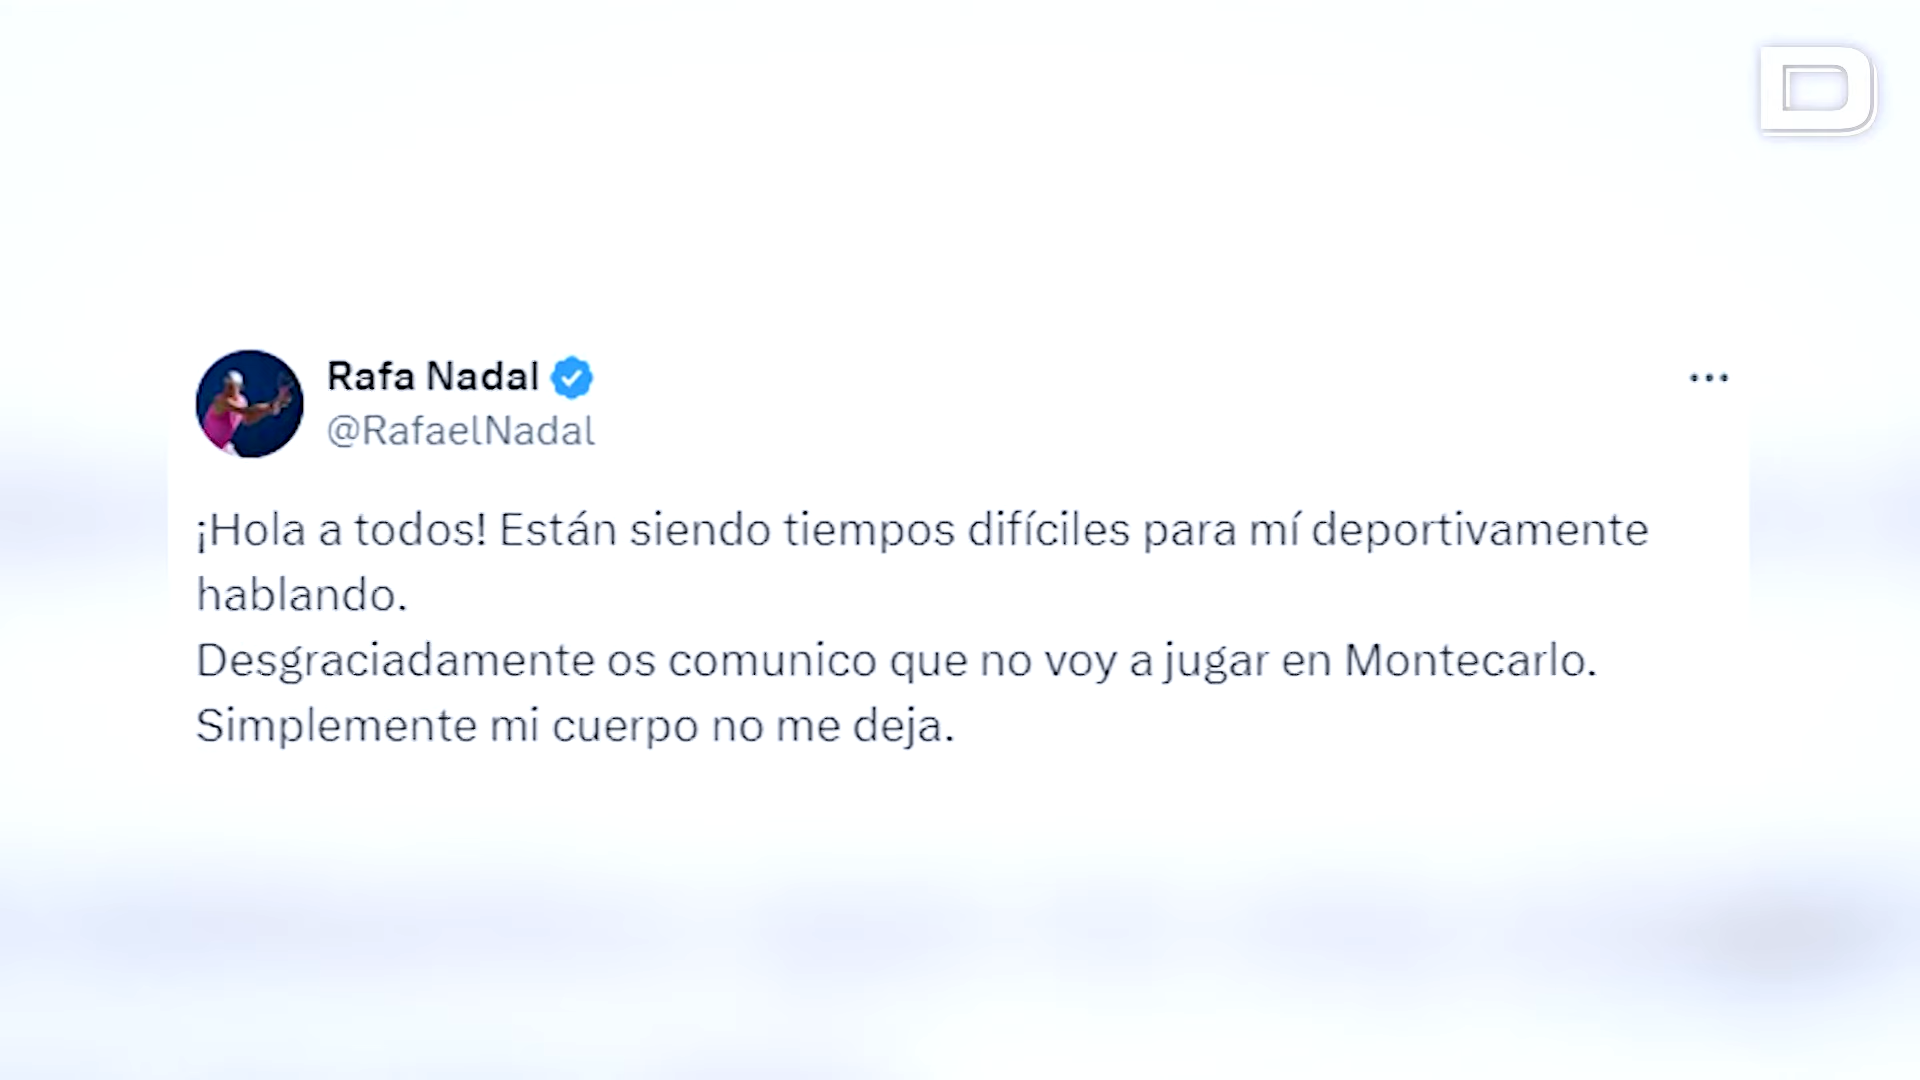 D
Rafa Nadal
@RafaelNadal
¡Hola a todos! Están siendo tiempos difíciles para mí deportivamente
hablando.
Desgraciadamente os comunico que no voy a jugar en Montecarlo.
Simplemente mi cuerpo no me deja.